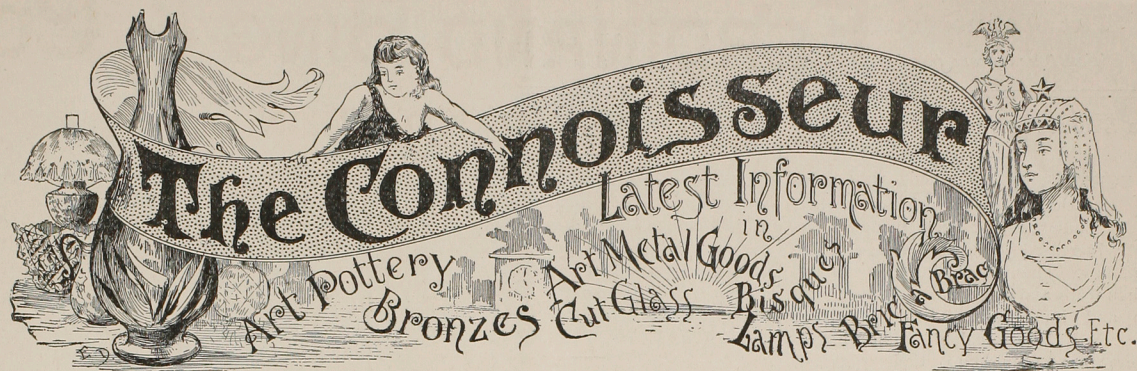 The Connoisseur
Latest Information
in
Art Pottery
Art Metal Goods
Bisques
Bronzes
Cut Glass
Lamps
Bric a Brac
Fancy Goods, Etc.
E D